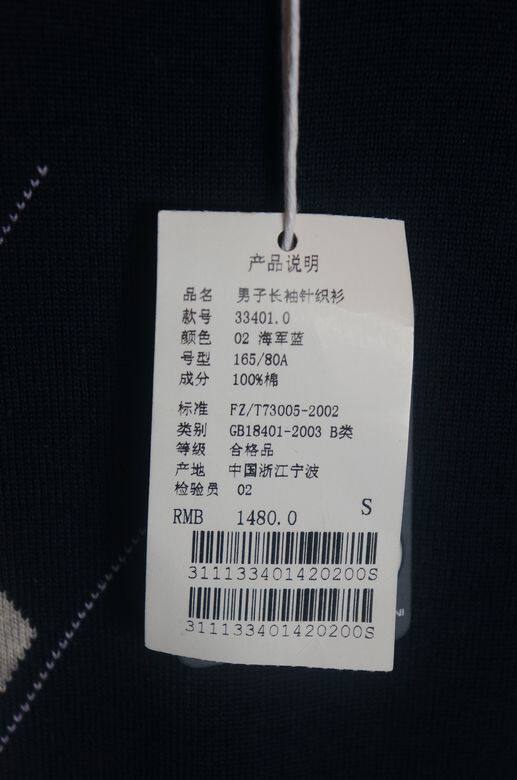 产品说明
品名 男子长袖针织衫
款号 33401.0
颜色 02 海军蓝
号型 165/80A
成分 100%棉
标准 FZ/T73005-2002
类别 GB18401-2003 B类
等级 合格品
产地 中国浙江宁波
检验员 02
RMB 1480.0 S
311133401420200S
311133401420200S